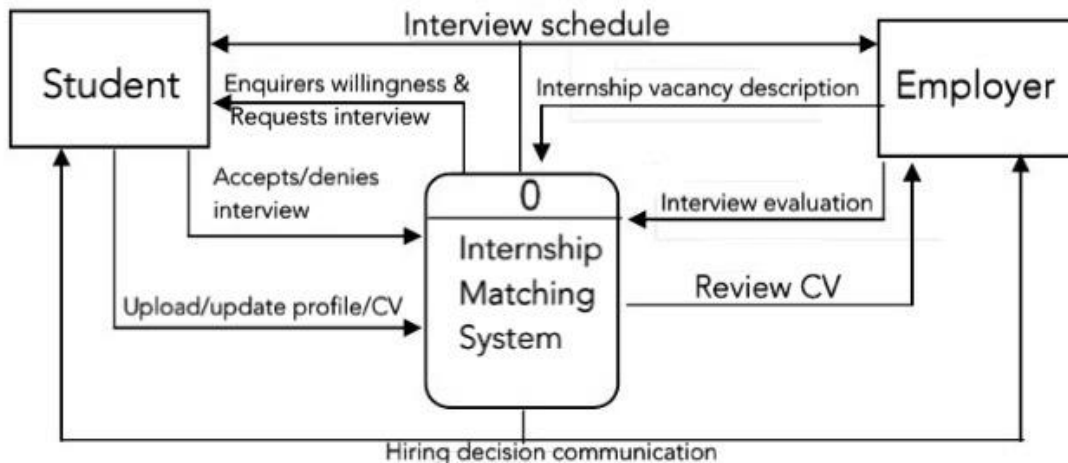 Interview schedule
Student
Enquirers willingness &
Requests interview
Internship vacancy description
Employer
Accepts/denies
interview
0
Interview evaluation
Internship
Matching
System
Review CV
Upload/update profile/CV
Hiring decision communication